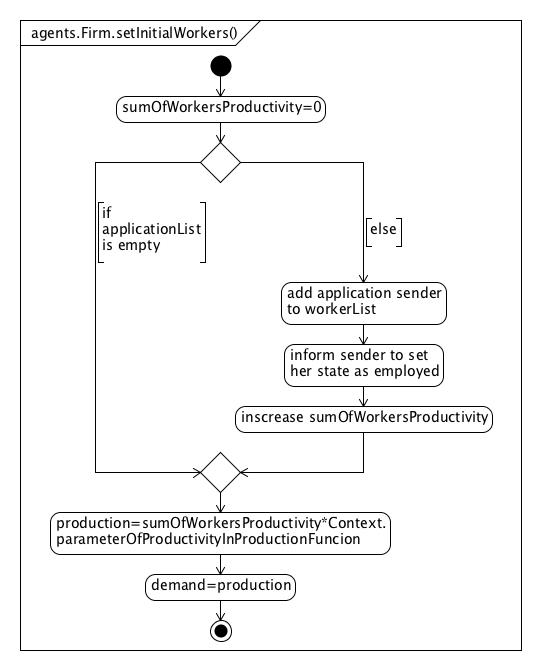 agents.Firm.setInitialWorkers()
sumOfWorkersProductivity=0
if
applicationList
is empty
else
add application sender
to workerList
inform sender to set
her state as employed
inscrease sumOfWorkersProductivity
production=sumOfWorkersProductivity*Context.
parameterOfProductivityInProductionFuncion
demand=production